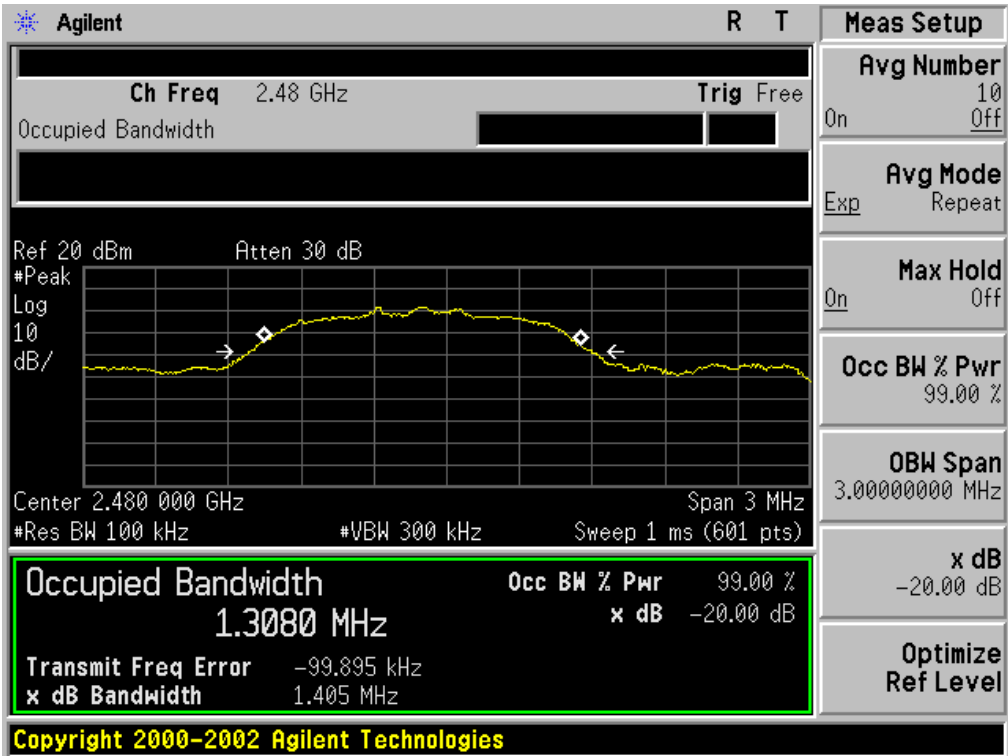 Agilent R T
Meas Setup
Ch Freq 2.48 GHz Trig Free
Occupied Bandwidth
Ref 20 dBm Atten 30 dB
#Peak
Log
10
dB/
Center 2.480 000 GHz Span 3 MHz
#Res BW 100 kHz #VBW 300 kHz Sweep 1 ms (601 pts)
Occupied Bandwidth Occ BW % Pwr 99.00 %
1.3080 MHz x dB -20.00 dB
Transmit Freq Error -99.895 kHz
x dB Bandwidth 1.405 MHz
Avg Number
10
On Off
Avg Mode
Exp Repeat
Max Hold
On Off
Occ BW % Pwr
99.00 %
OBW Span
3.00000000 MHz
x dB
-20.00 dB
Optimize
Ref Level
Copyright 2000-2002 Agilent Technologies